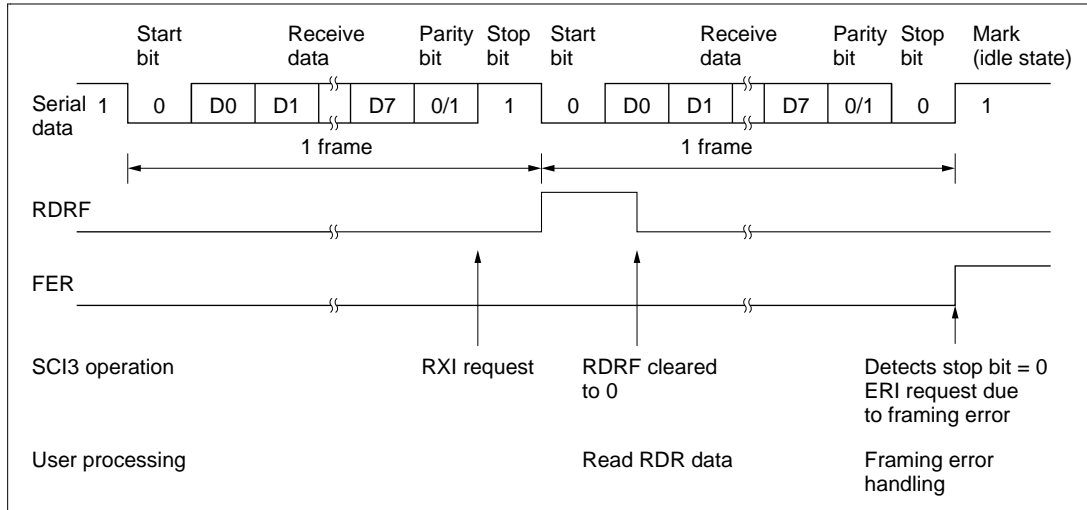 Start bit Receive data Parity bit Stop bit Start bit Receive data Parity bit Stop bit Mark (idle state)
Serial data 1 0 D0 D1 D7 0/1 1 0 D0 D1 D7 0/1 0 1
1 frame 1 frame
RDRF
FER
SCI3 operation RXI request RDRF cleared to 0 Detects stop bit = 0 ERI request due to framing error
User processing Read RDR data Framing error handling